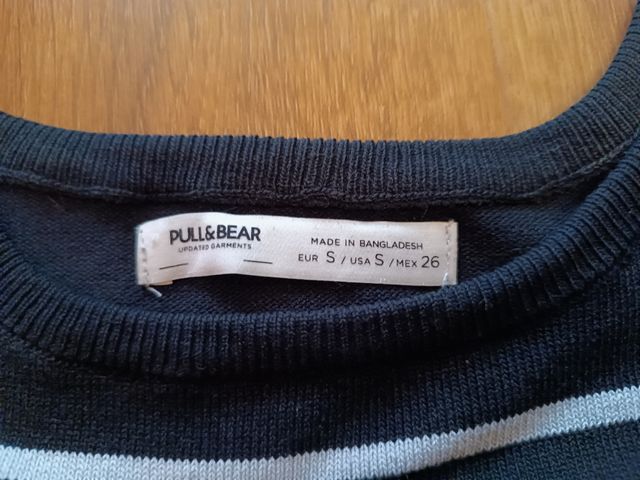 PULL&BEAR
UPDATED GARMENTS
MADE IN BANGLADESH
EUR S / USA S / MEX 26